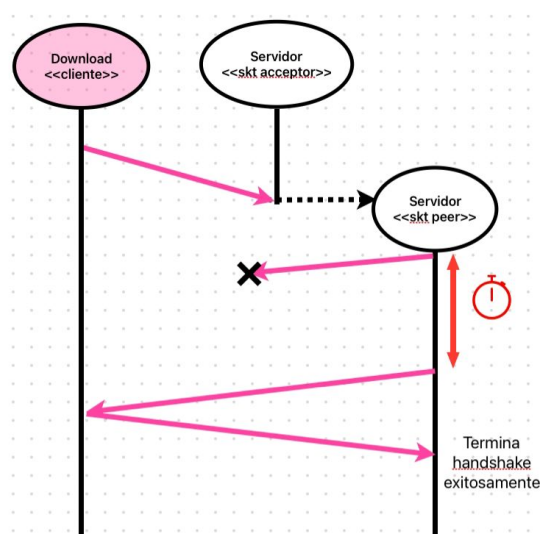 Download
<<cliente>>
Servidor
<<skt acceptor>>
Servidor
<<skt peer>>
Termina
handshake
exitosamente